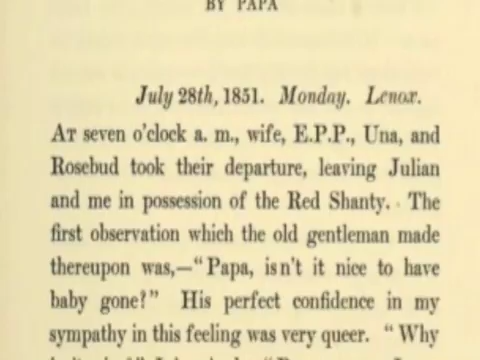 BY PAPA
July 28th, 1851. Monday. Lenox.
At seven o'clock a. m., wife, E.P.P., Una, and
Rosebud took their departure, leaving Julian
and me in possession of the Red Shanty. The
first observation which the old gentleman made
thereupon was,—"Papa, isn't it nice to have
baby gone?" His perfect confidence in my
sympathy in this feeling was very queer. "Why